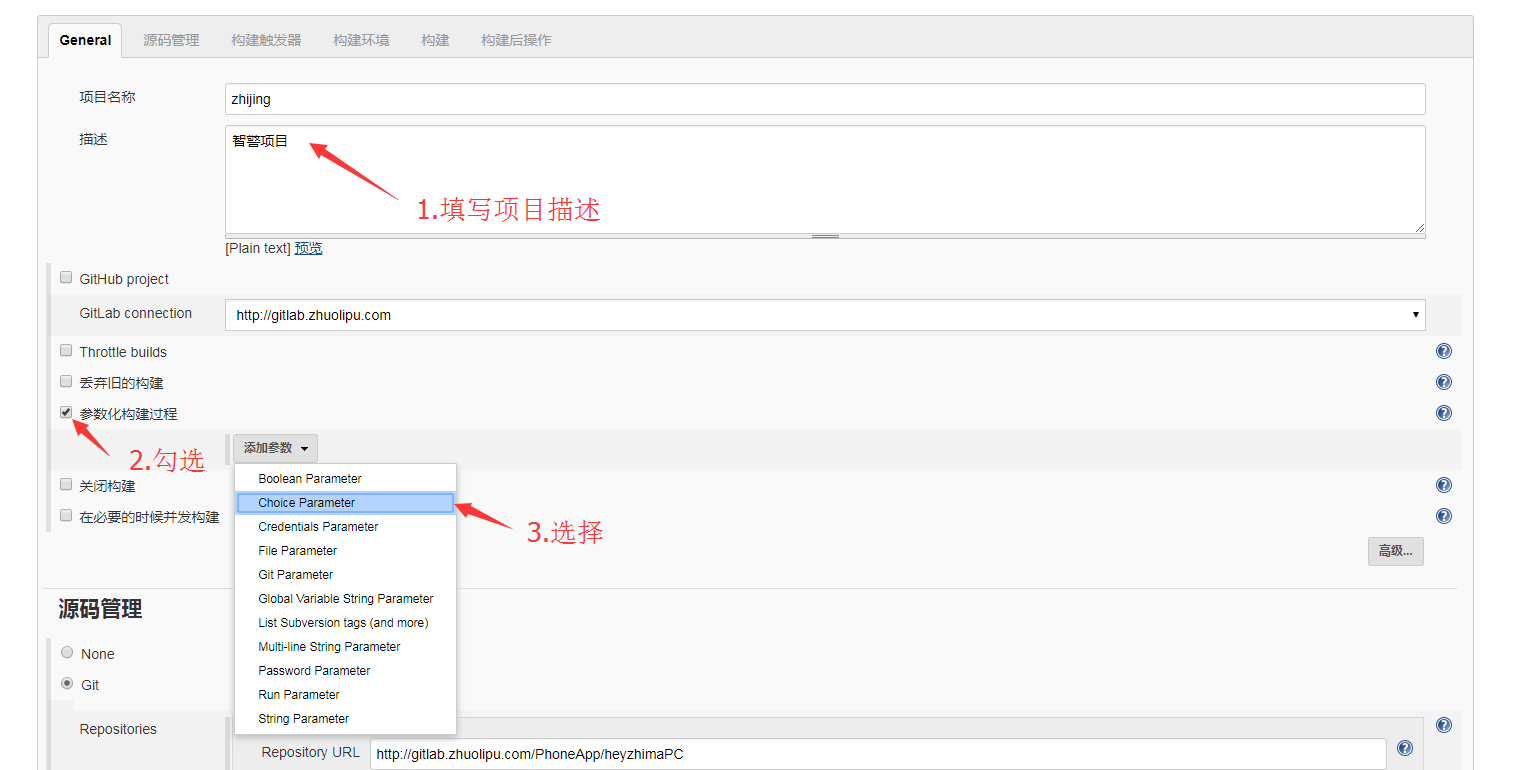 General 源码管理 构建触发器 构建环境 构建 构建后操作
项目名称 zhijing
描述 智警项目
1.填写项目描述
[Plain text] 预览
GitHub project
GitLab connection http://gitlab.zhuolipu.com
Throttle builds
丢弃旧的构建
参数化构建过程
2.勾选 添加参数
Boolean Parameter
关闭构建
Choice Parameter
3.选择
在必要的时候并发构建
Credentials Parameter
File Parameter
高级...
Git Parameter
Global Variable String Parameter
源码管理
List Subversion tags (and more)
Multi-line String Parameter
None
Password Parameter
Git
Run Parameter
String Parameter
Repositories
Repository URL http://gitlab.zhuolipu.com/PhoneApp/heyzhimaPC